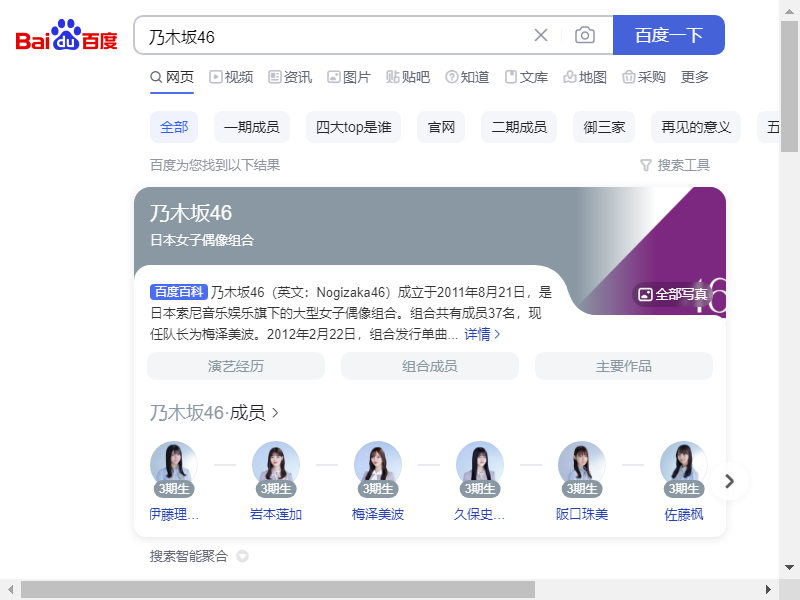 Bai du 百度
乃木坂46
百度一下
网页 视频 资讯 图片 贴吧 知道 文库 地图 采购 更多
全部 一期成员 四大top是谁 官网 二期成员 御三家 再见的意义 五
百度为您找到以下结果
搜索工具
乃木坂46
日本女子偶像组合
46
全部写真
百度百科 乃木坂46（英文：Nogizaka46）成立于2011年8月21日，是
日本索尼音乐娱乐旗下的大型女子偶像组合。组合共有成员37名，现
任队长为梅泽美波。2012年2月22日，组合发行单曲... 详情
演艺经历 组合成员 主要作品
乃木坂46·成员
3期生 3期生 3期生 3期生 3期生 3期生
伊藤理... 岩本莲加 梅泽美波 久保史... 阪口珠美 佐藤枫
搜索智能聚合